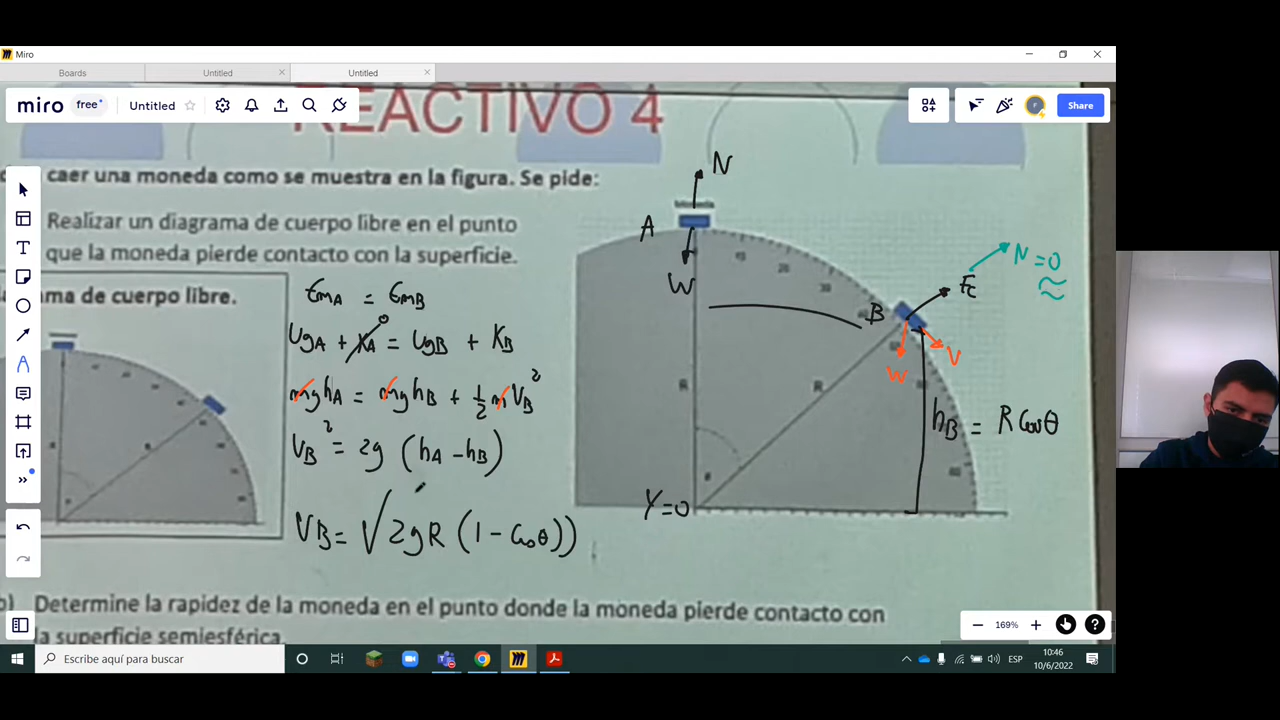 Miro
Boards
Untitled
Untitled
miro
free
Untitled
Share
REACTIVO 4
caer una moneda como se muestra en la figura. Se pide:
Realizar un diagrama de cuerpo libre en el punto
que la moneda pierde contacto con la superficie.
ma de cuerpo libre.
EmA = EmB
UgA + KA 0 = UgB + KB
mghA = mghB + 1/2 mVB²
VB² = 2g (hA - hB)
VB = √2gR (1 - Cosθ))
N
A
W
B
Fc
N = 0
V
W
hB = R Cosθ
R
R
Y=0
b) Determine la rapidez de la moneda en el punto donde la moneda pierde contacto con
la superficie semiesférica.
169%
Escribe aquí para buscar
ESP
10:46
10/6/2022